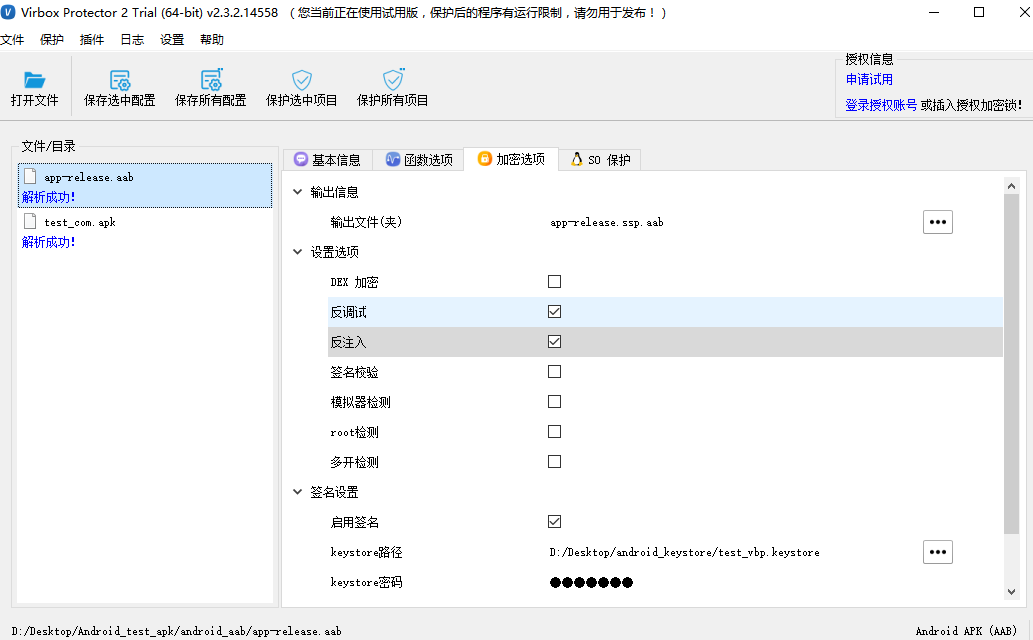 Virbox Protector 2 Trial (64-bit) v2.3.2.14558 （您当前正在使用试用版，保护后的程序有运行限制，请勿用于发布！）
文件 保护 插件 日志 设置 帮助
打开文件 保存选中配置 保存所有配置 保护选中项目 保护所有项目
授权信息
申请试用
登录授权账号 或插入授权加密锁!
文件/目录
app-release.aab
解析成功!
test_com.apk
解析成功!
基本信息 函数选项 加密选项 SO 保护
输出信息
输出文件(夹) app-release.ssp.aab •••
设置选项
DEX 加密
反调试
反注入
签名校验
模拟器检测
root检测
多开检测
签名设置
启用签名
keystore路径 D:/Desktop/android_keystore/test_vbp.keystore •••
keystore密码 ●●●●●●●
D:/Desktop/Android_test_apk/android_aab/app-release.aab Android APK (AAB)